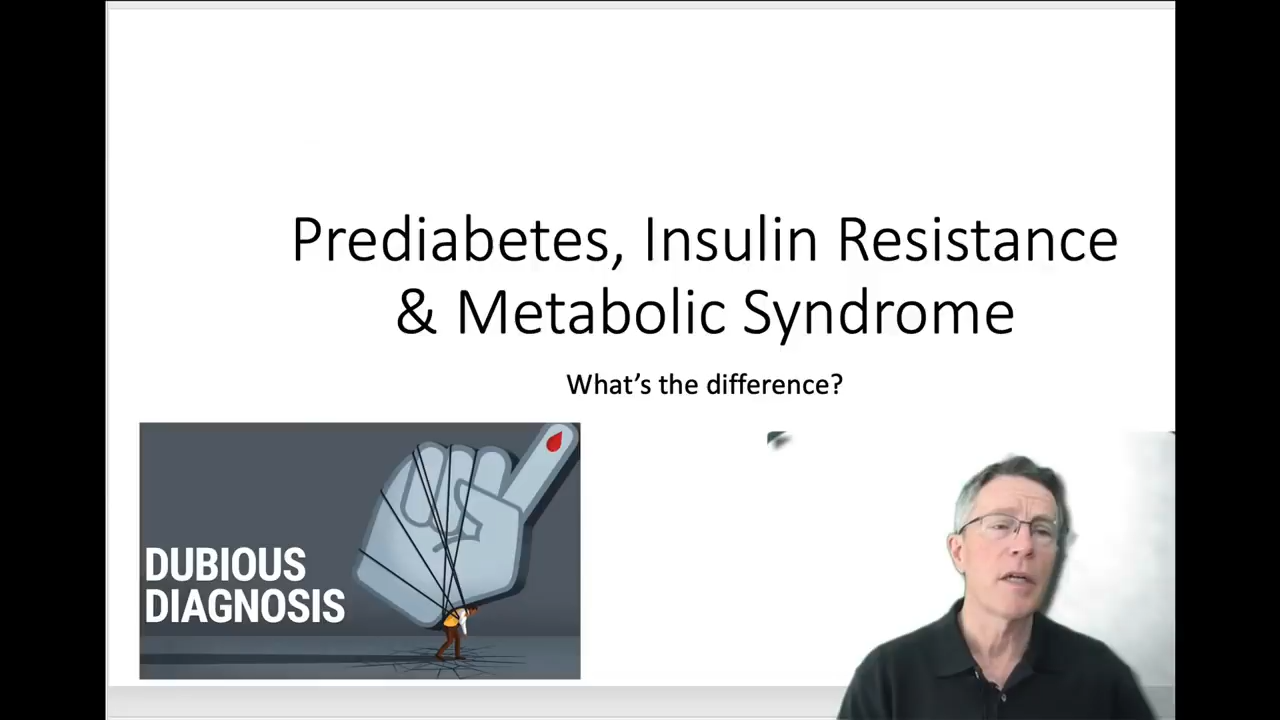 Prediabetes, Insulin Resistance
& Metabolic Syndrome
What’s the difference?
DUBIOUS
DIAGNOSIS